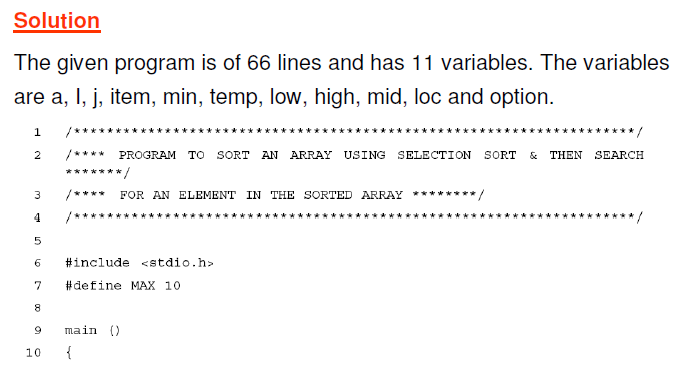 Solution
The given program is of 66 lines and has 11 variables. The variables
are a, I, j, item, min, temp, low, high, mid, loc and option.
1 /********************************************************************/
2 /**** PROGRAM TO SORT AN ARRAY USING SELECTION SORT & THEN SEARCH
*******/
3 /**** FOR AN ELEMENT IN THE SORTED ARRAY ********/
4 /********************************************************************/
5
6 #include <stdio.h>
7 #define MAX 10
8
9 main ()
10 {